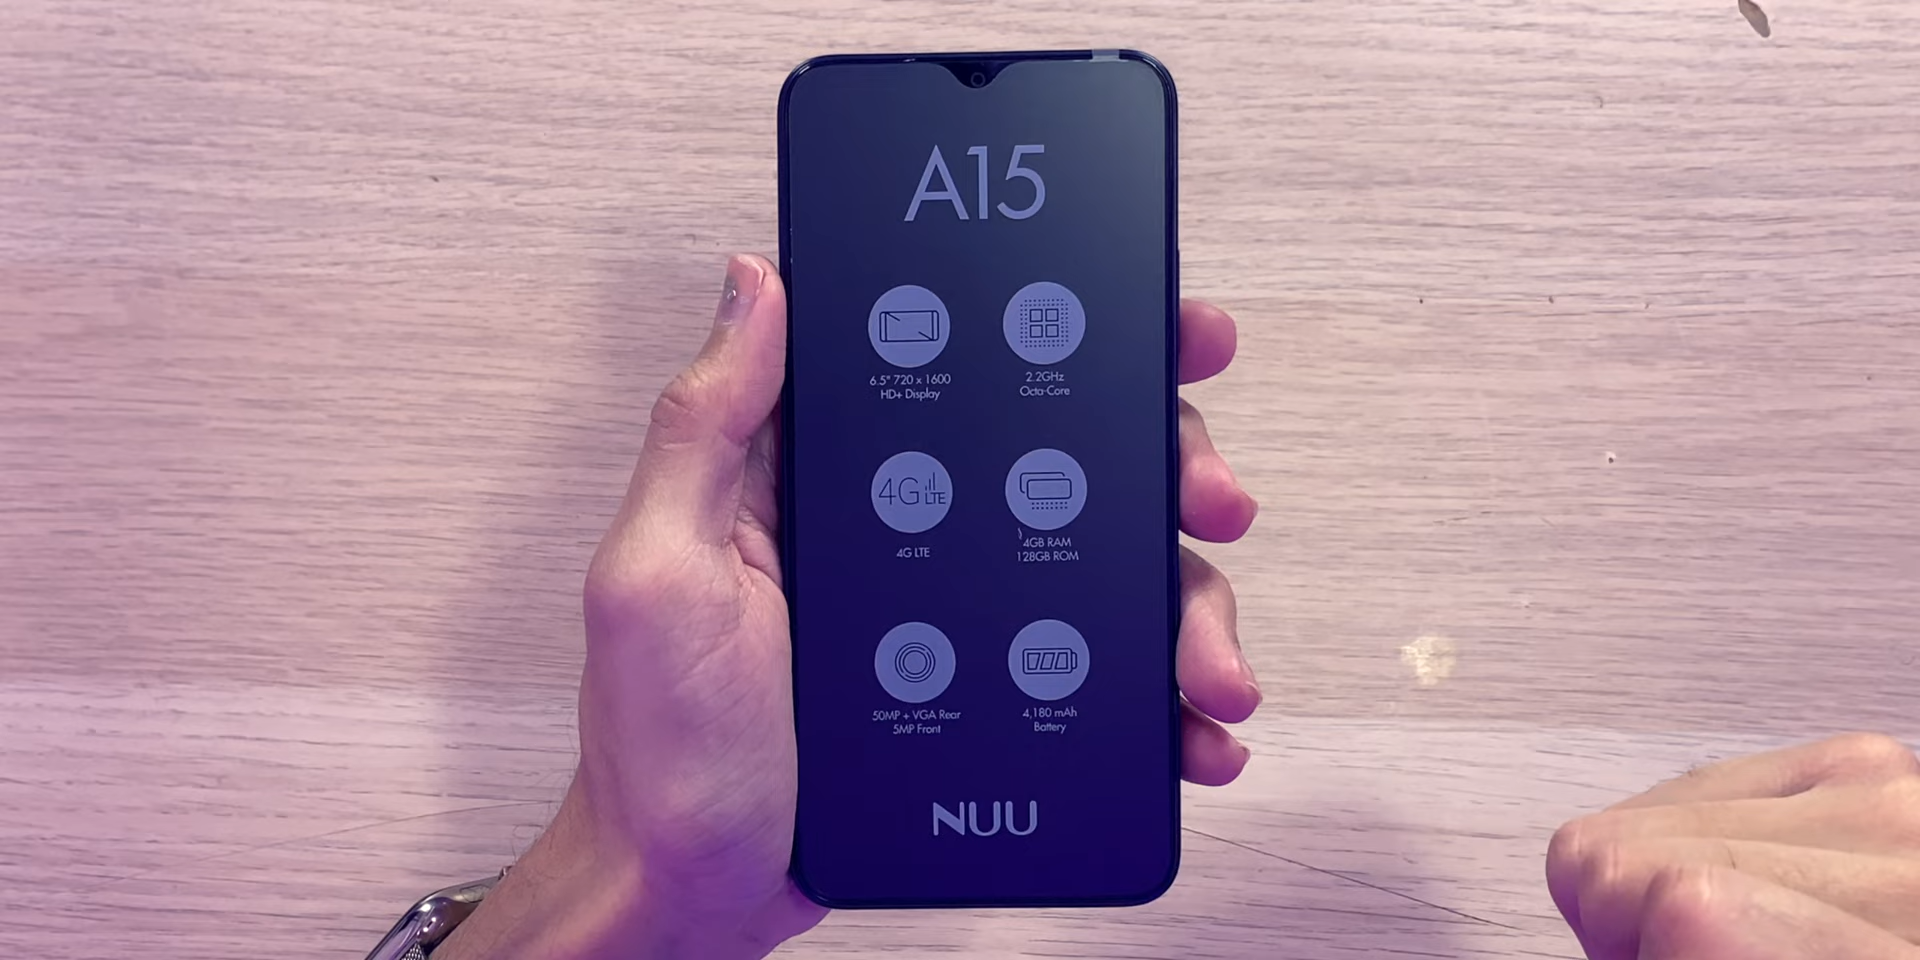 A15
6.5" 720 x 1600
HD+ Display
2.2GHz
Octa-Core
4G LTE
4G LTE
4GB RAM
128GB ROM
50MP + VGA Rear
5MP Front
4,180 mAh
Battery
NUU